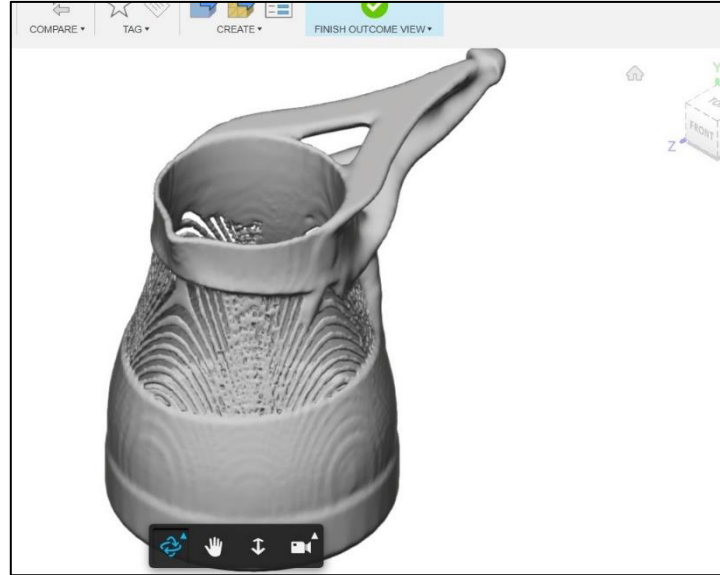 COMPARE ▾ TAG ▾ CREATE ▾ FINISH OUTCOME VIEW ▾
Y
FRONT
Z